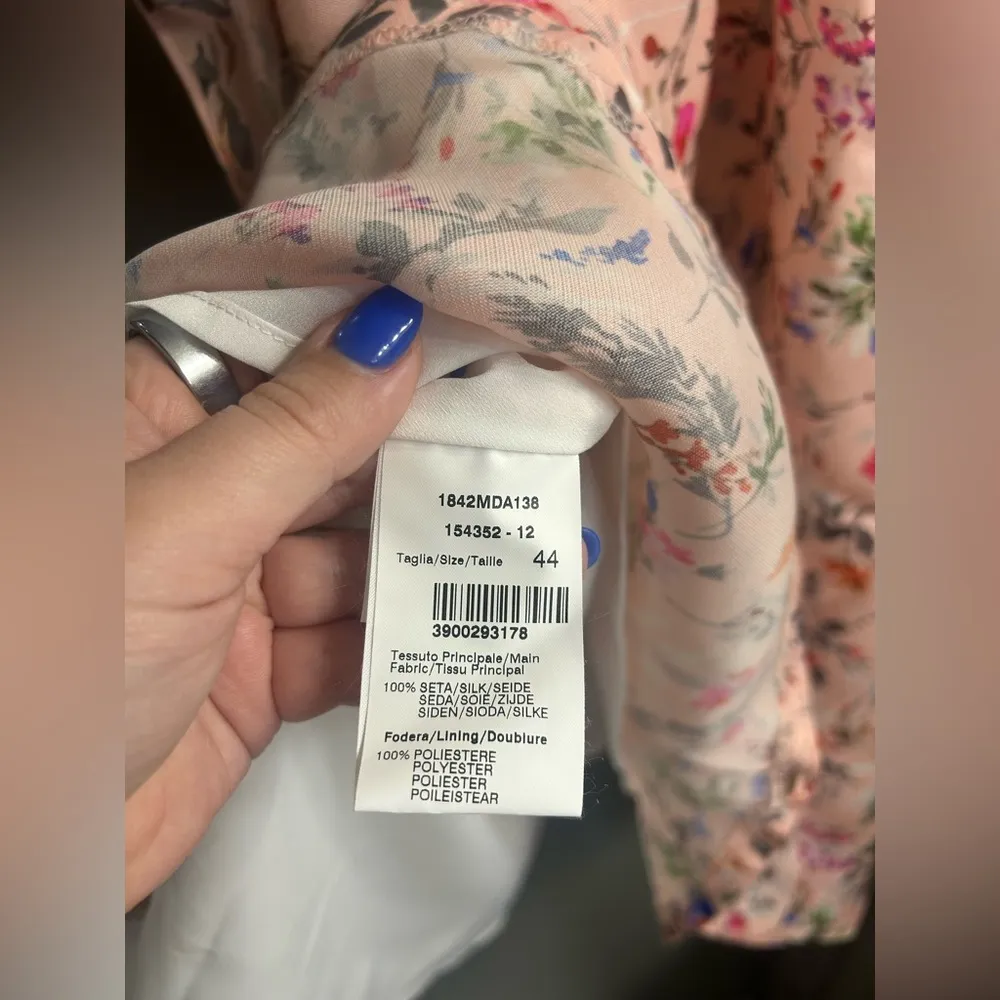 1842MDA138
154352 - 12
Taglia/Size/Taille 44
3900293178
Tessuto Principale/Main
Fabric/Tissu Principal
100% SETA/SILK/SEIDE
SEDA/SOIE/ZIJDE
SIDEN/SIODA/SILKE
Fodera/Lining/Doublure
100% POLIESTERE
POLYESTER
POLIESTER
POILEISTEAR